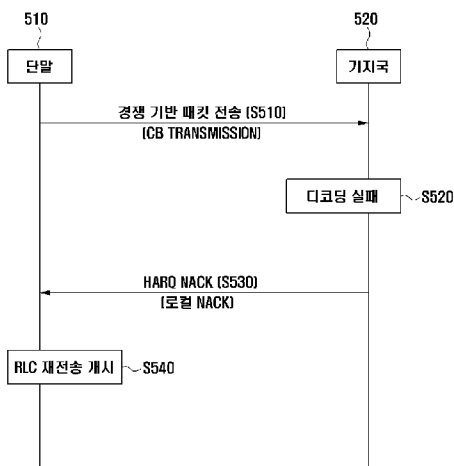 510
520
단말
기지국
경쟁 기반 패킷 전송 (S510)
(CB TRANSMISSION)
디코딩 실패
S520
HARQ NACK (S530)
(로컬 NACK)
RLC 재전송 개시
S540